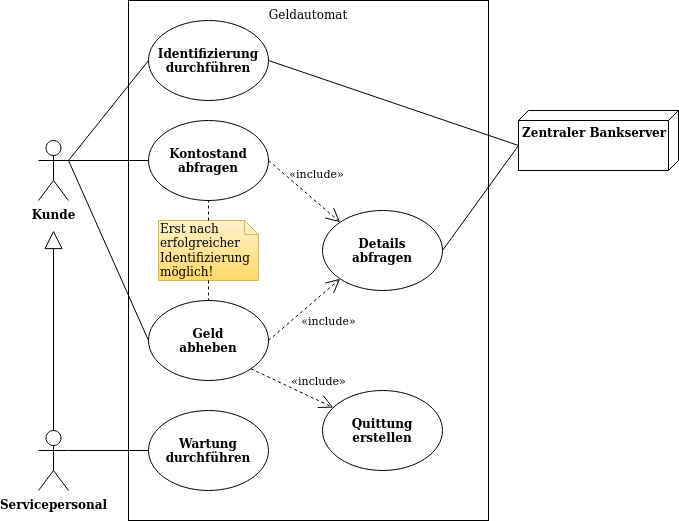 Geldautomat
Identifizierung
durchführen
Zentraler Bankserver
Kontostand
abfragen
«include»
Kunde
Erst nach
erfolgreicher
Identifizierung
möglich!
Details
abfragen
«include»
Geld
abheben
«include»
Quittung
erstellen
Wartung
durchführen
Servicepersonal